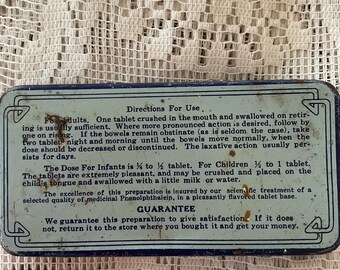 Directions For Use
For Adults. One tablet crushed in the mouth and swallowed on retir-
ing is usually sufficient. Where more pronounced action is desired, follow by
one on rising. If the bowels remain obstinate (as is seldom the case), take
two tablets night and morning until the bowels move normally, when the
dose should be decreased or discontinued. The laxative action usually per-
sists for days.
The Dose For Infants is ¼ to ½ tablet. For Children ½ to 1 tablet.
The tablets are extremely pleasant, and may be crushed and placed on the
child's tongue and swallowed with a little milk or water.
The excellence of this preparation is insured by our scientific treatment of a
selected quality of medicinal Phenolphthalein, in a pleasantly flavored tablet base.
GUARANTEE
We guarantee this preparation to give satisfaction. If it does
not, return it to the store where you bought it and get your money.